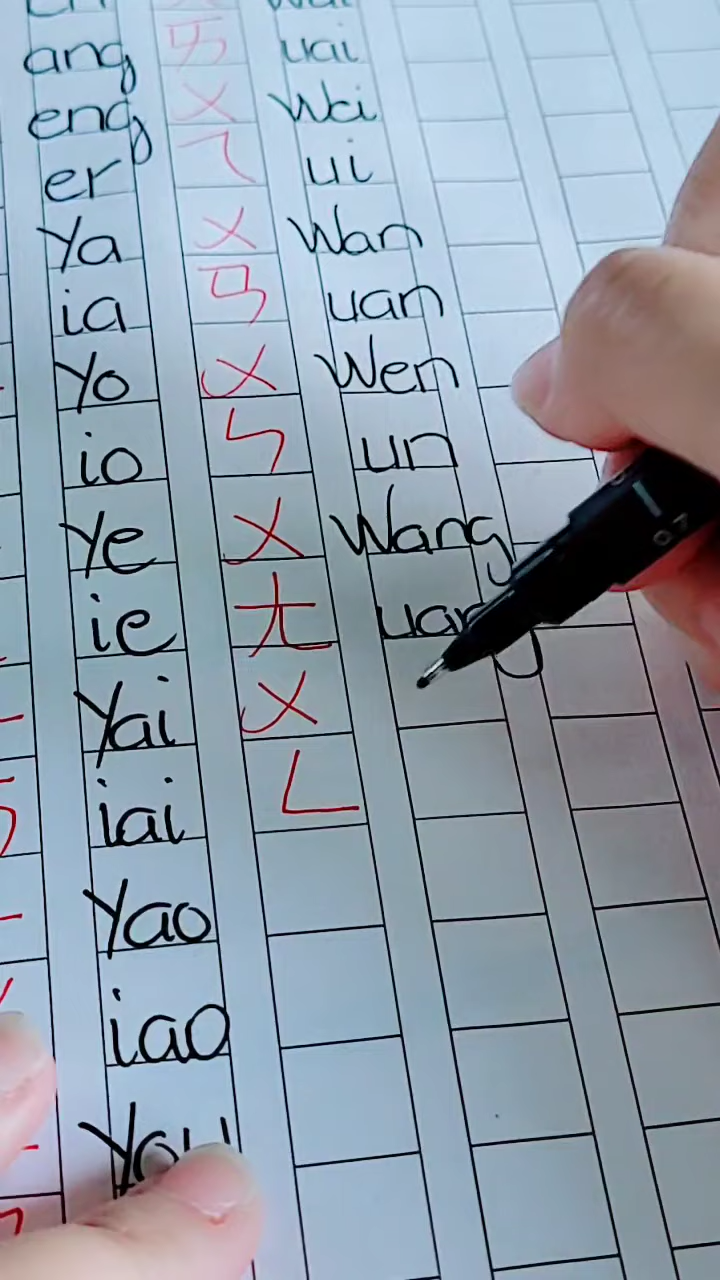 ang ㄞ uai
eng ㄨ Wei
er ㄟ ui
Ya ㄨ Wan
ia ㄢ uan
Yo ㄨ Wen
io ㄣ un
Ye ㄨ Wang
ie ㄤ uang
Yai ㄨ
iai ㄥ
Yao
iao
You